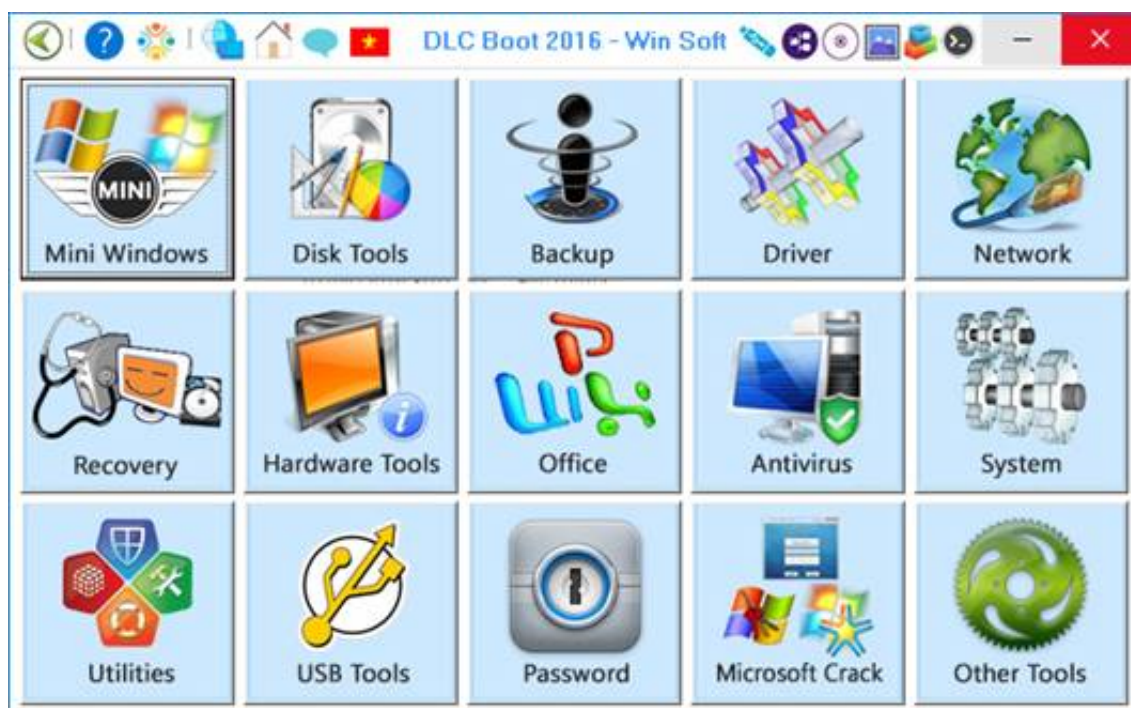 DLC Boot 2016 - Win Soft
MINI
Mini Windows
Disk Tools
Backup
Driver
Network
Recovery
Hardware Tools
Office
Antivirus
System
Utilities
USB Tools
Password
Microsoft Crack
Other Tools